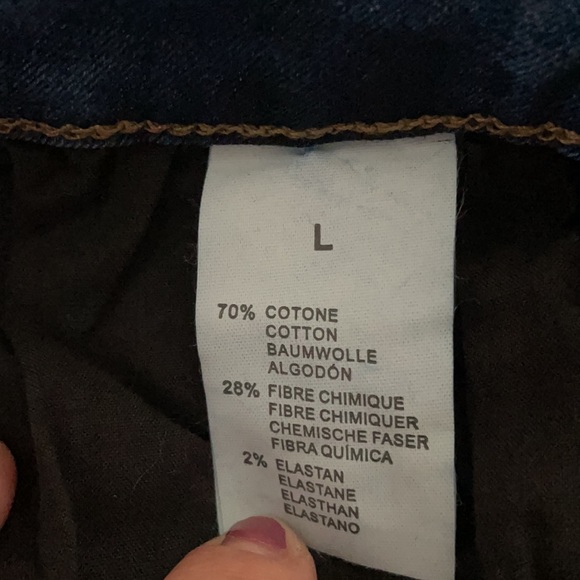 L
70% COTONE
COTTON
BAUMWOLLE
ALGODÓN
28% FIBRE CHIMIQUE
FIBRE CHIMIQUER
CHEMISCHE FASER
FIBRA QUÍMICA
2% ELASTAN
ELASTANE
ELASTHAN
ELASTANO